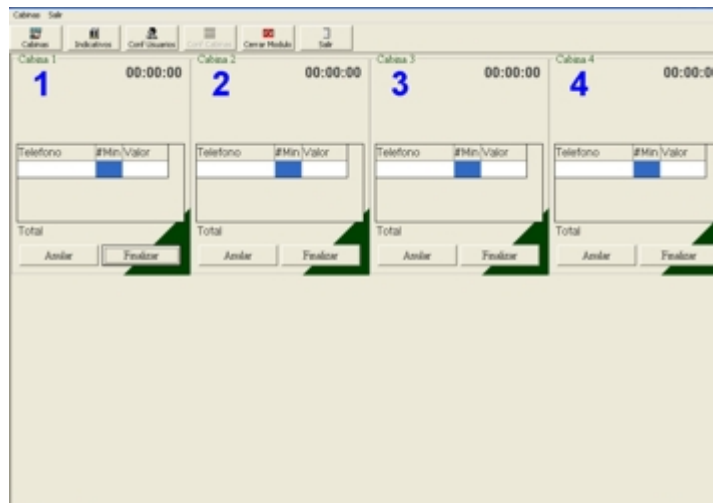 Cabinas Salir
Cabinas Indicativos Conf Usuarios Conf Cabinas Cerrar Modulo Salir
Cabina 1 Cabina 2 Cabina 3 Cabina 4
1 00:00:00 2 00:00:00 3 00:00:00 4 00:00:0
Telefono #Min Valor Telefono #Min Valor Telefono #Min Valor Telefono #Min Valor
Total Total Total Total
Anular Finalizar Anular Finalizar Anular Finalizar Anular Finalizar